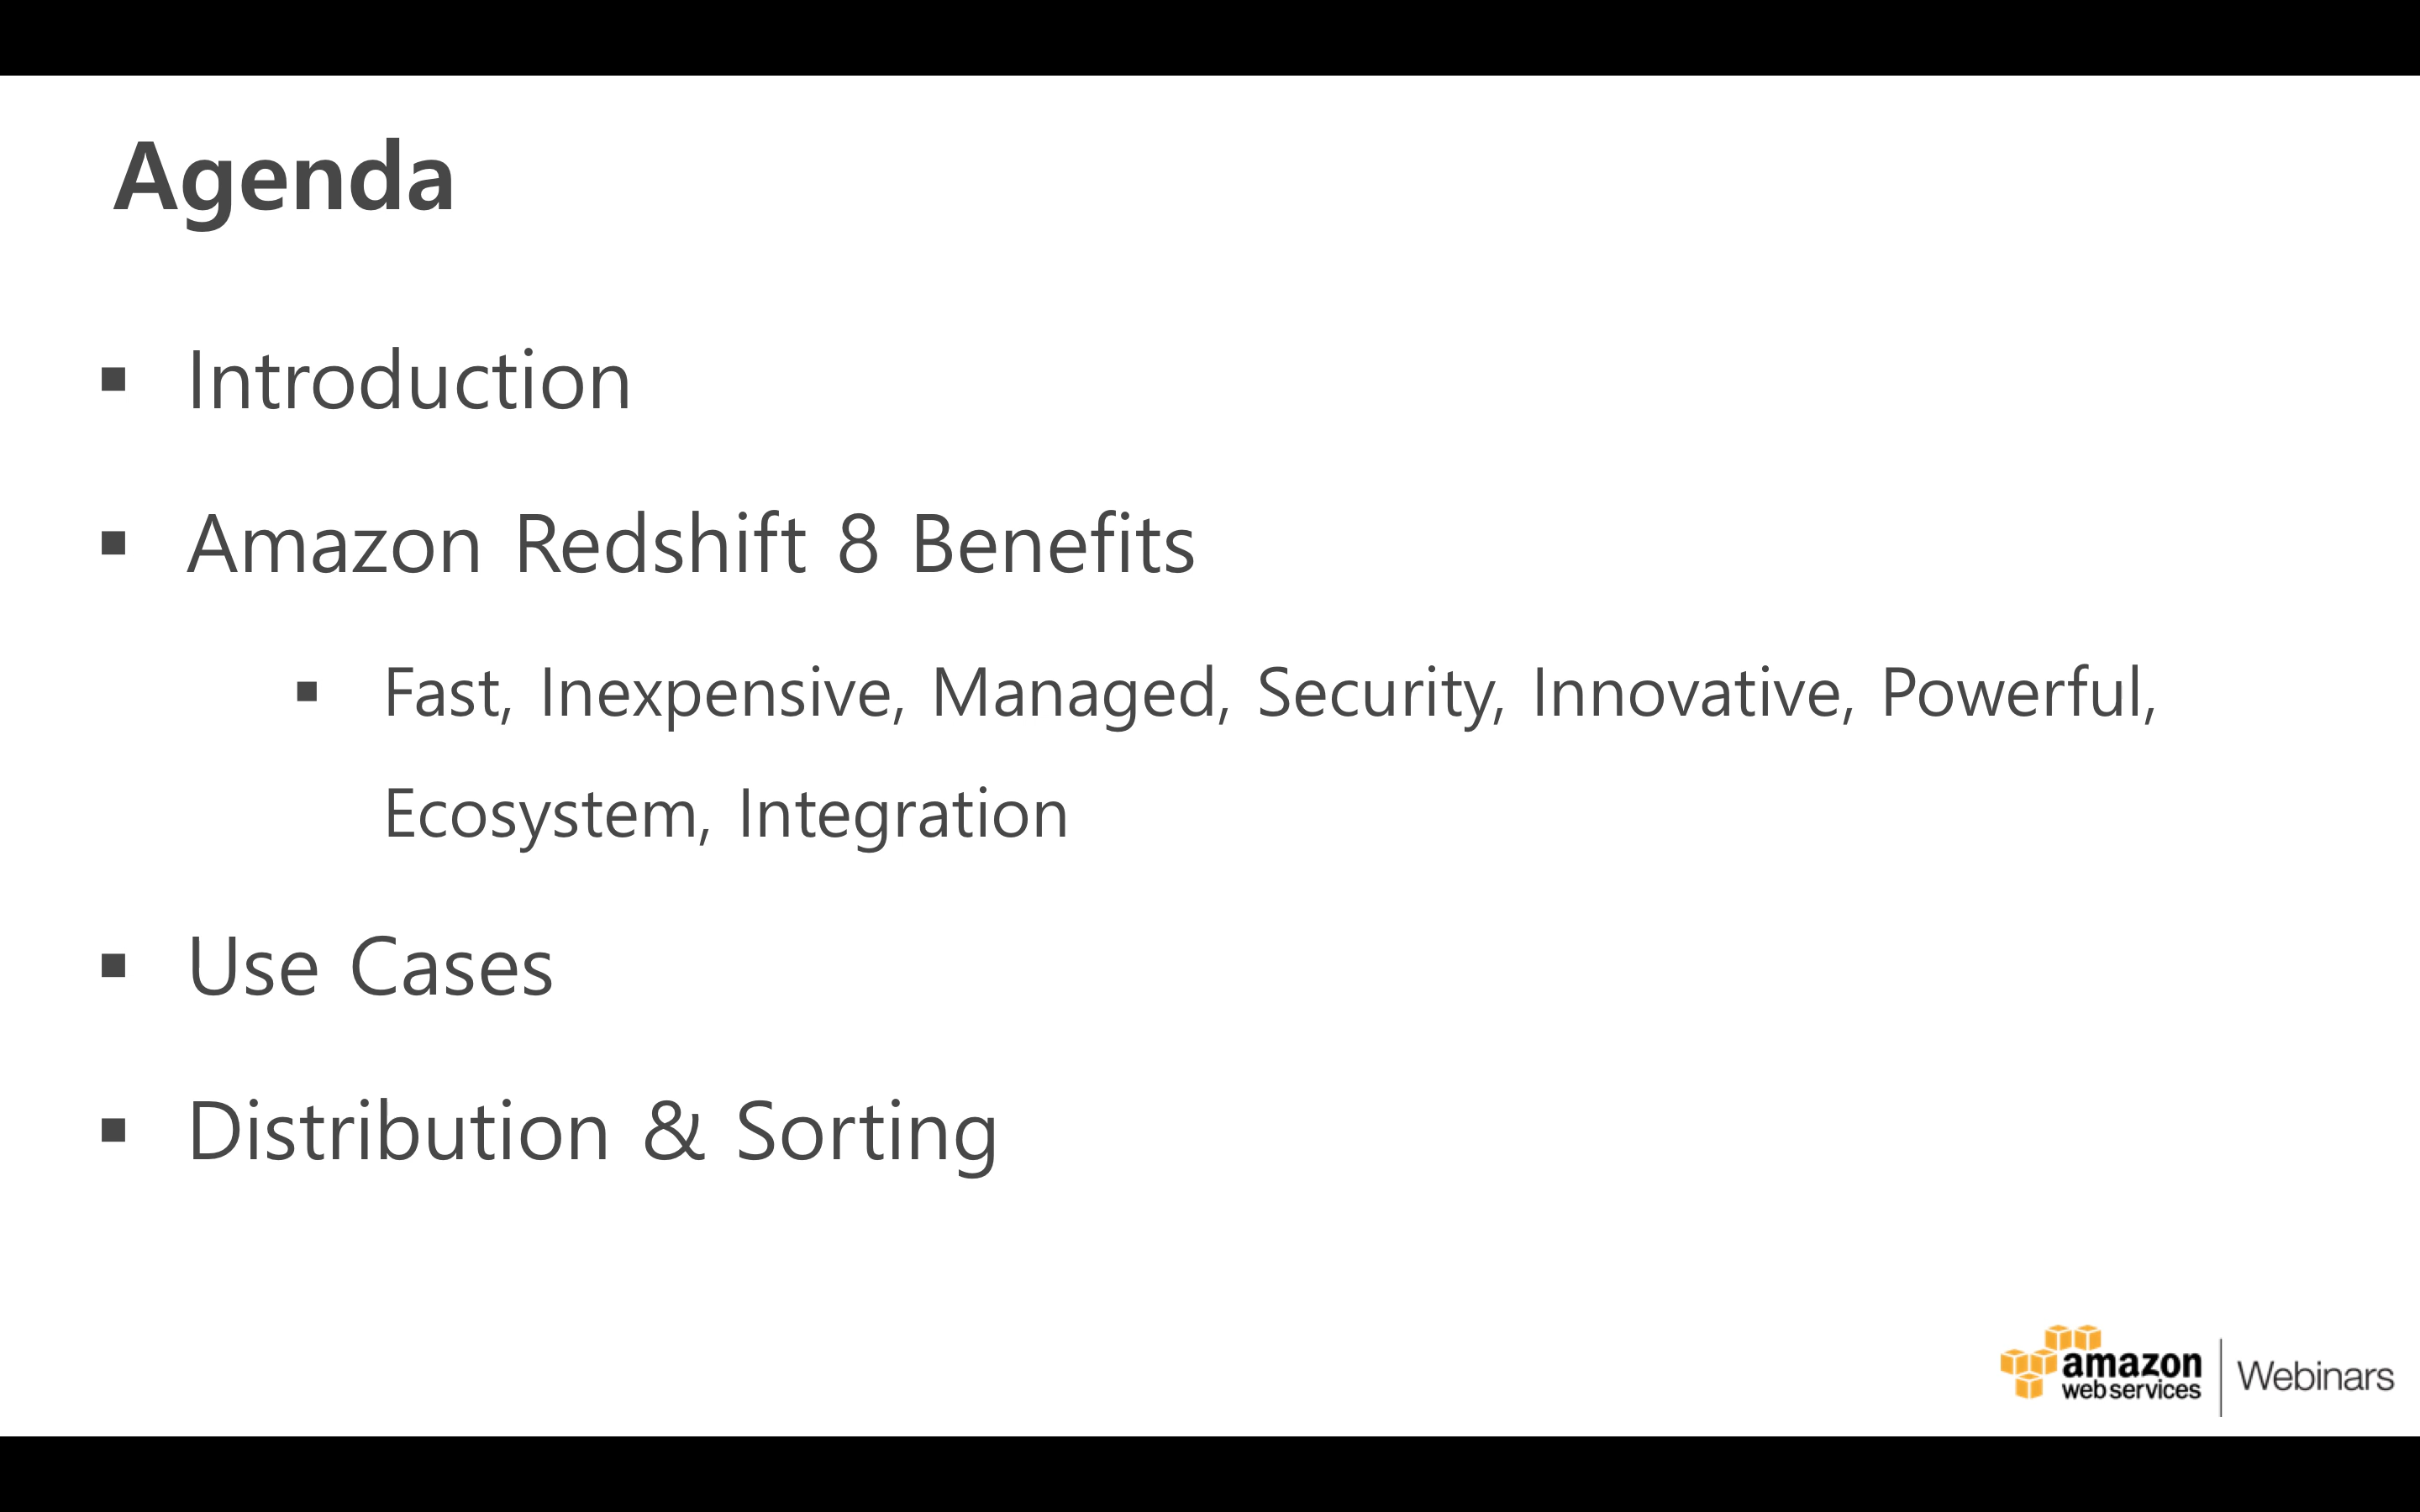 Agenda
▪ Introduction
▪ Amazon Redshift 8 Benefits
▪ Fast, Inexpensive, Managed, Security, Innovative, Powerful,
Ecosystem, Integration
▪ Use Cases
▪ Distribution & Sorting
amazon
web services
Webinars